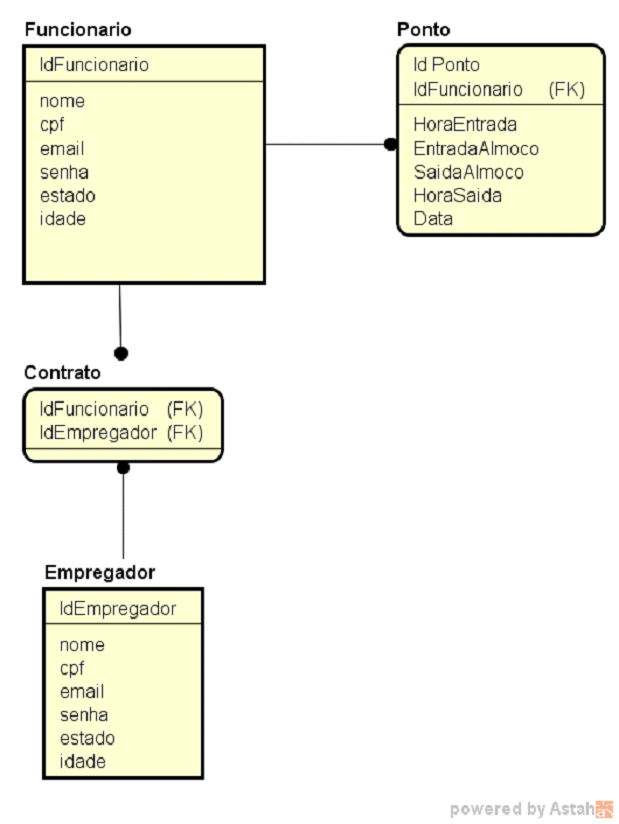 Funcionario
IdFuncionario
nome
cpf
email
senha
estado
idade
Ponto
Id Ponto
IdFuncionario (FK)
HoraEntrada
EntradaAlmoco
SaidaAlmoco
HoraSaida
Data
Contrato
IdFuncionario (FK)
IdEmpregador (FK)
Empregador
IdEmpregador
nome
cpf
email
senha
estado
idade
powered by Astah